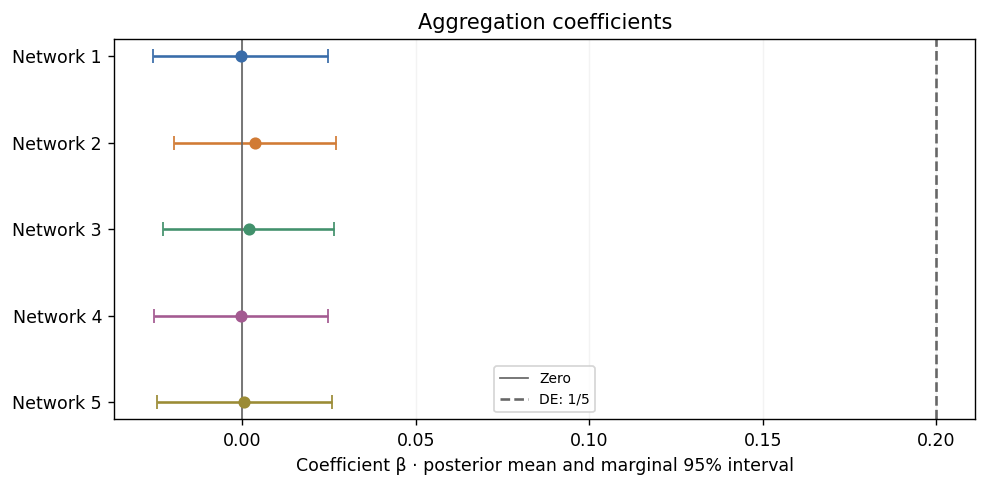 Aggregation coefficients
Network 1
Network 2
Network 3
Network 4
Network 5
Zero
DE: 1/5
0.00 0.05 0.10 0.15 0.20
Coefficient β · posterior mean and marginal 95% interval